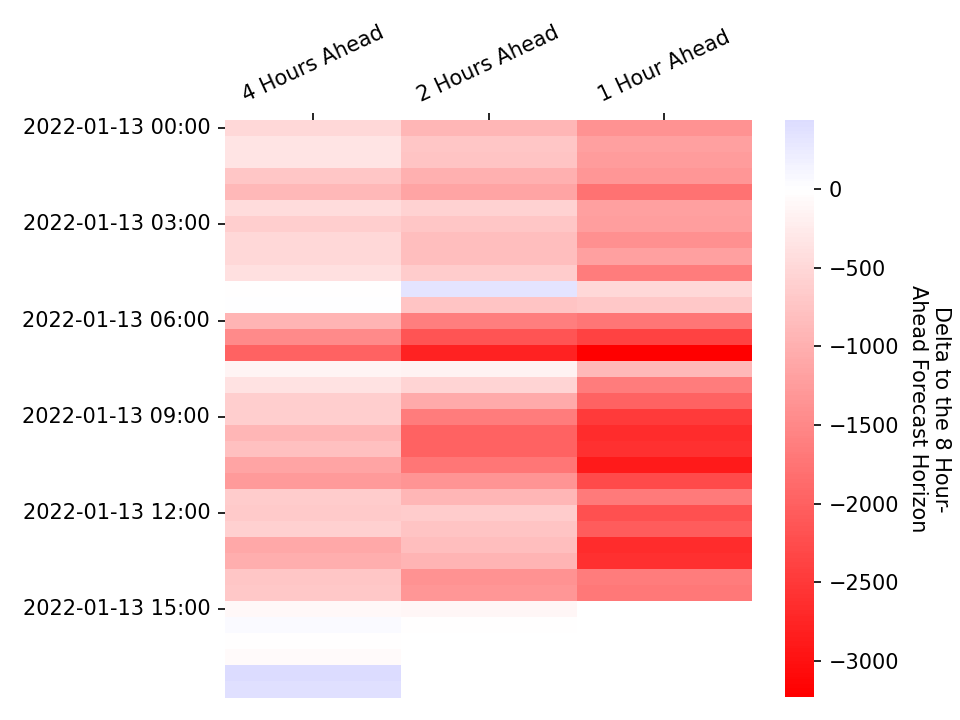 4 Hours Ahead
2 Hours Ahead
1 Hour Ahead
2022-01-13 00:00
2022-01-13 03:00
2022-01-13 06:00
2022-01-13 09:00
2022-01-13 12:00
2022-01-13 15:00
0
−500
−1000
−1500
−2000
−2500
−3000
Delta to the 8 Hour-
Ahead Forecast Horizon